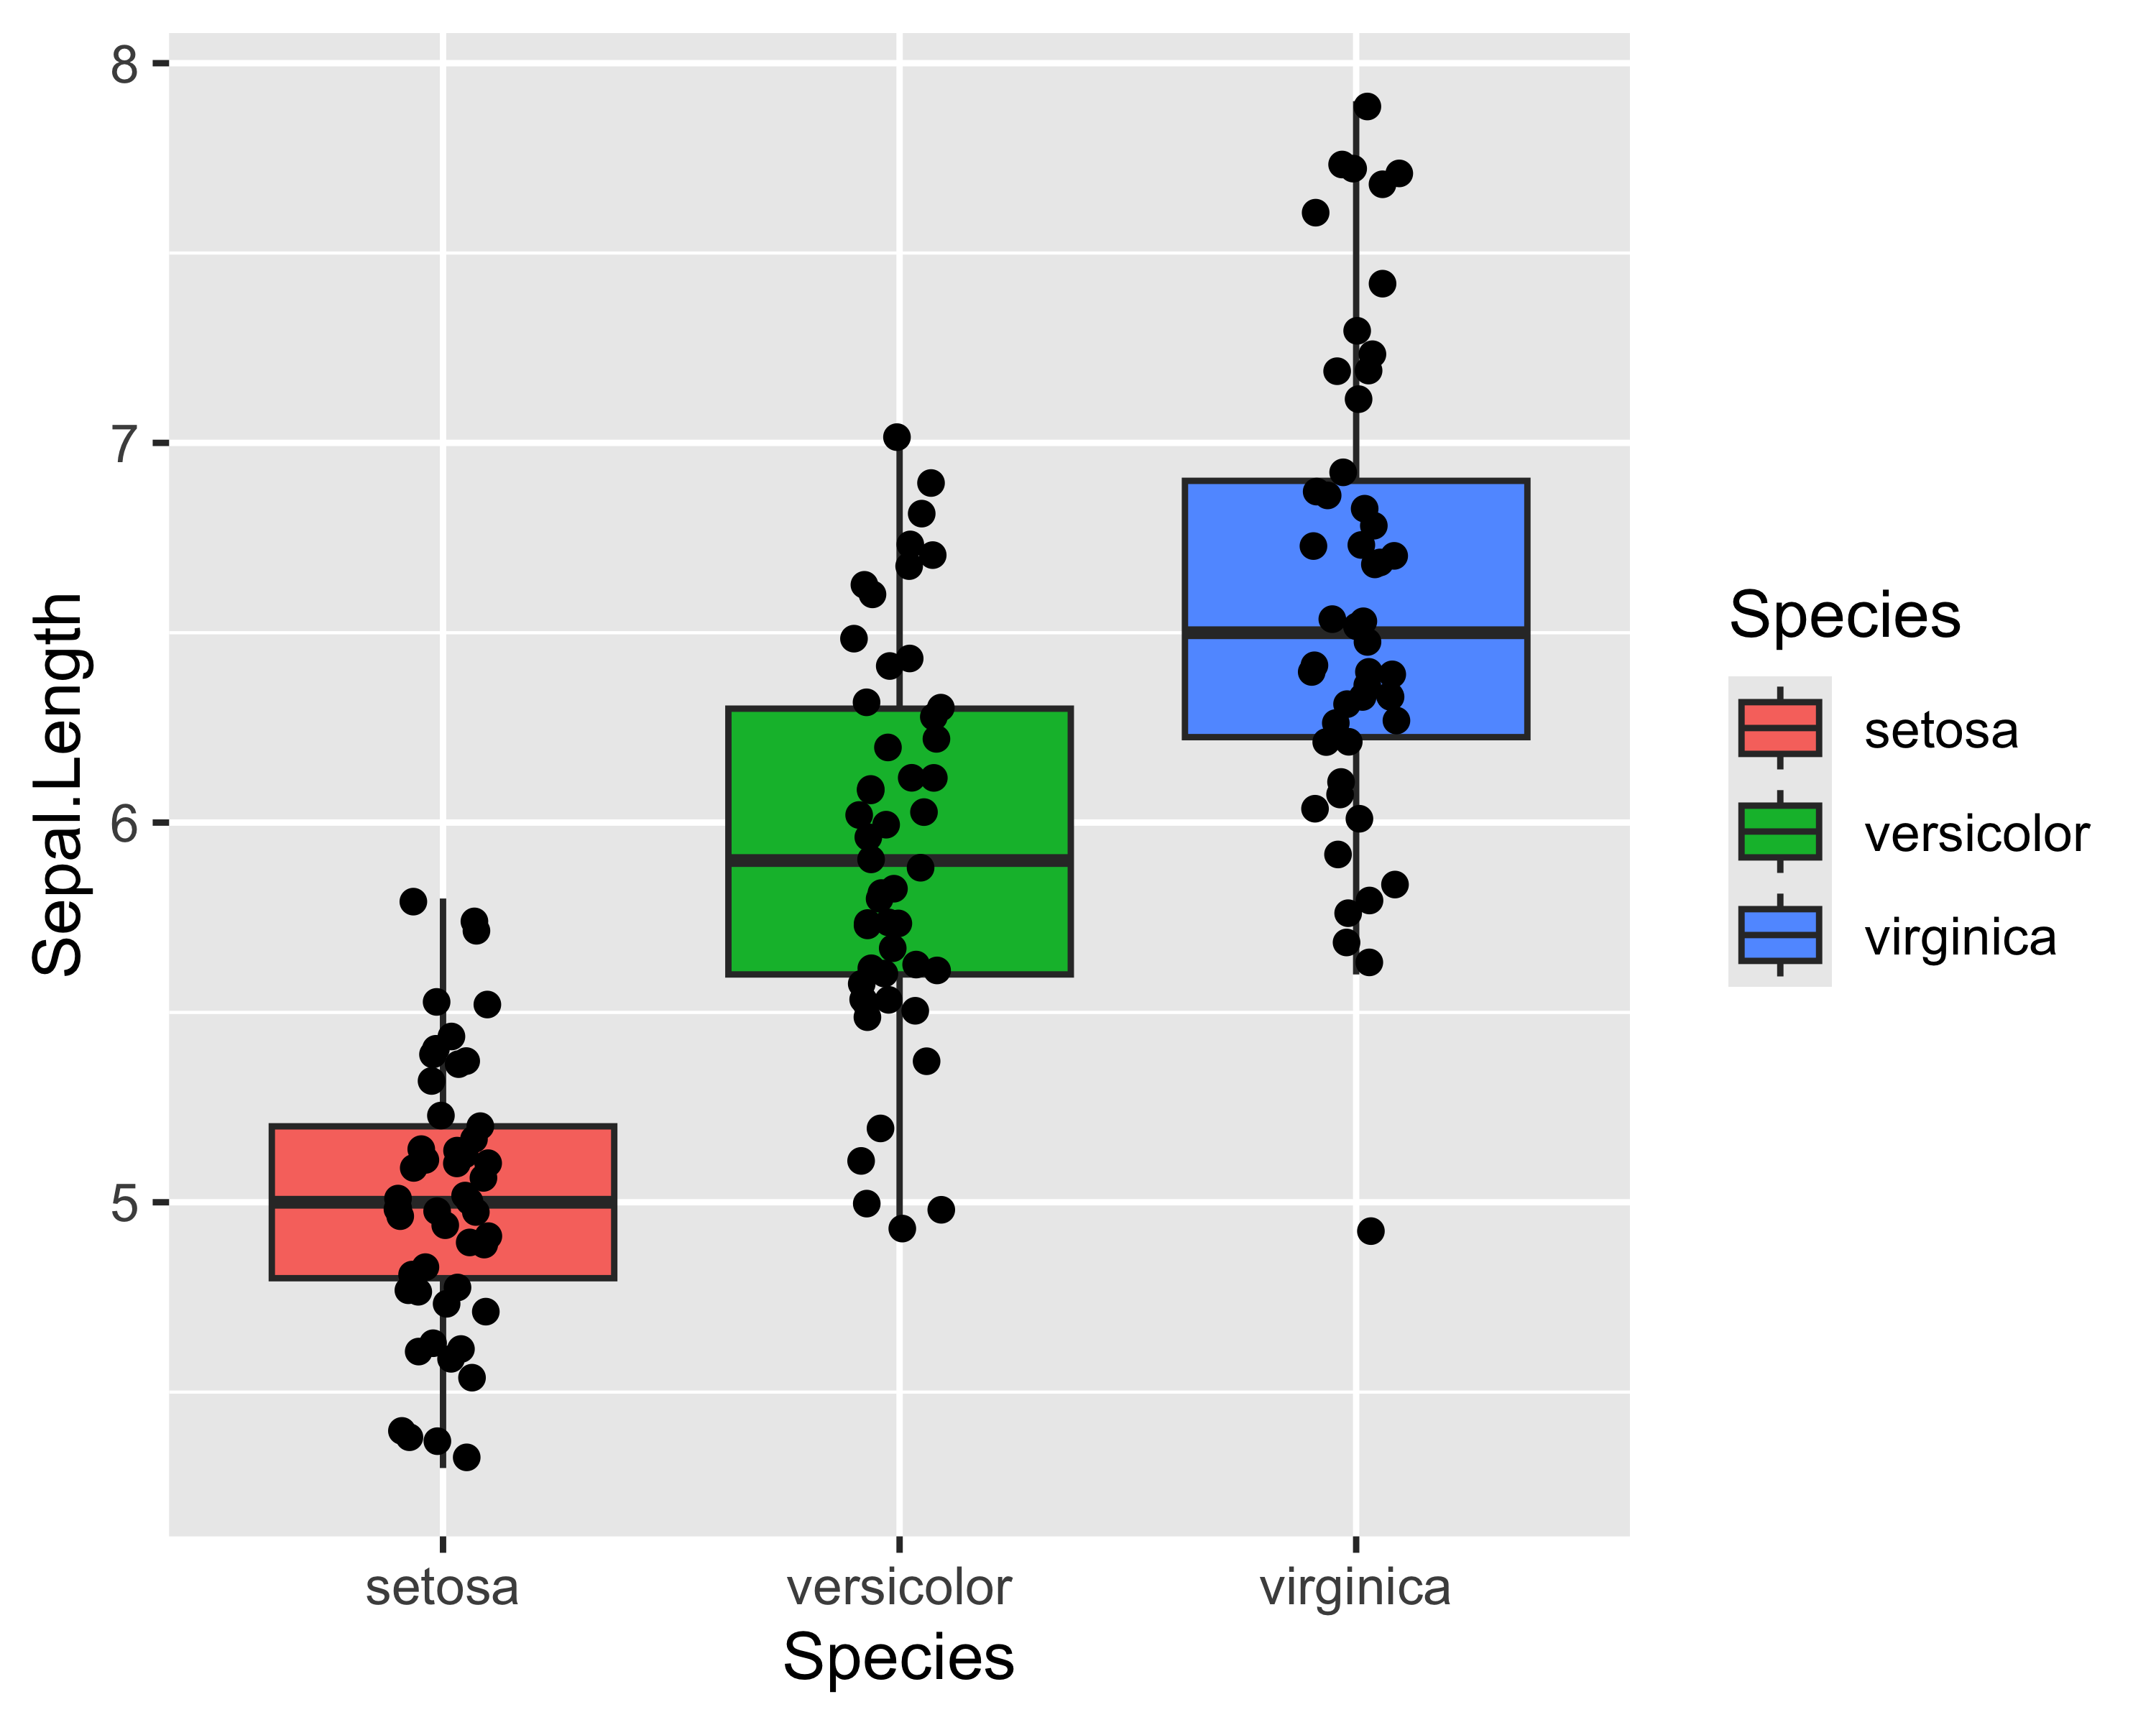 8
7
6
5
Sepal.Length
setosa
versicolor
virginica
Species
Species
setosa
versicolor
virginica